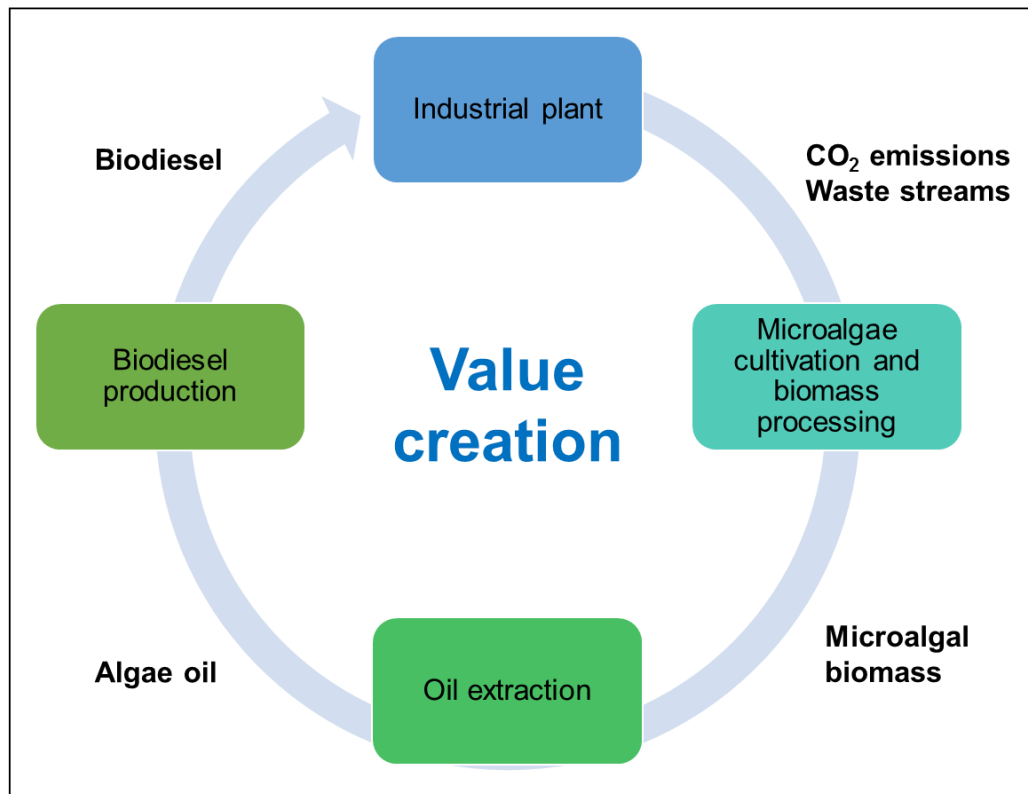 Industrial plant
Biodiesel
CO₂ emissions
Waste streams
Biodiesel
production
Value
creation
Microalgae
cultivation and
biomass
processing
Algae oil
Oil extraction
Microalgal
biomass